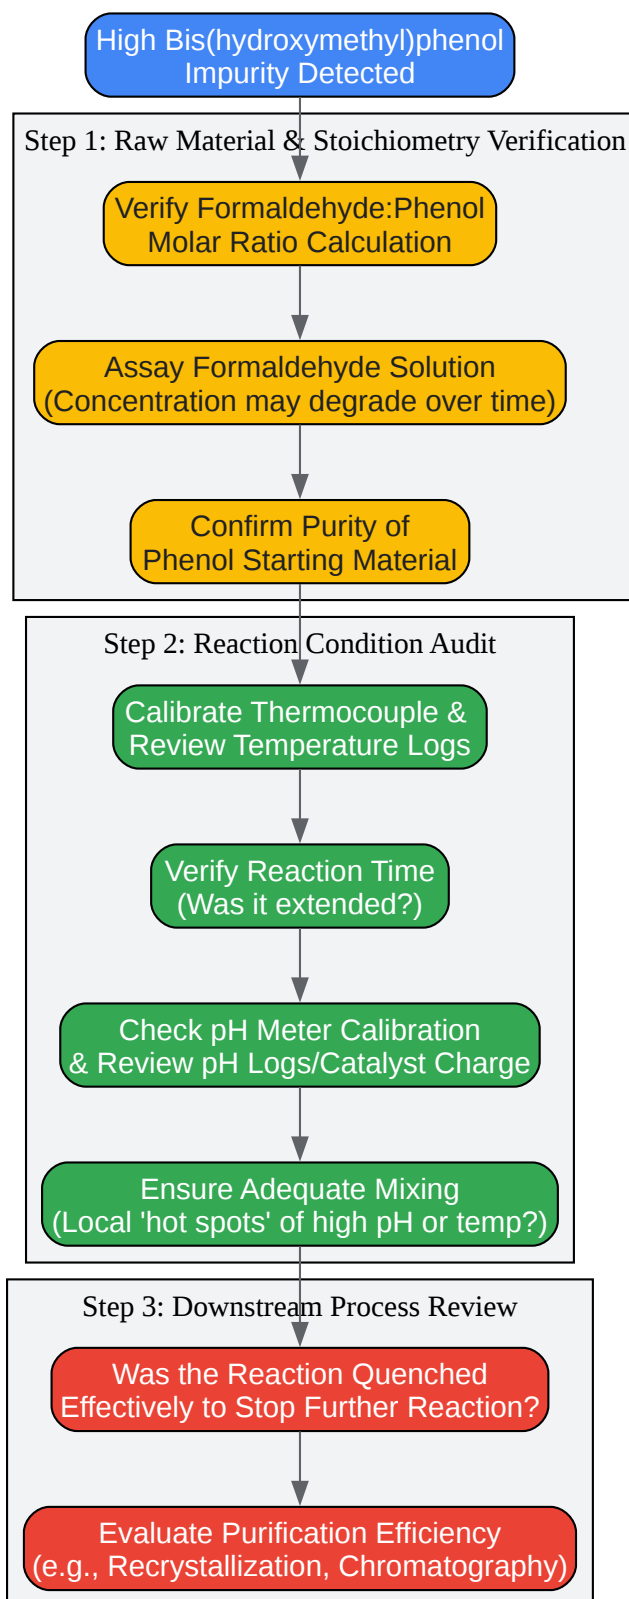 High Bis(hydroxymethyl)phenol
Impurity Detected
Step 1: Raw Material & Stoichiometry Verification
Verify Formaldehyde:Phenol
Molar Ratio Calculation
Assay Formaldehyde Solution
(Concentration may degrade over time)
Confirm Purity of
Phenol Starting Material
Step 2: Reaction Condition Audit
Calibrate Thermocouple &
Review Temperature Logs
Verify Reaction Time
(Was it extended?)
Check pH Meter Calibration
& Review pH Logs/Catalyst Charge
Ensure Adequate Mixing
(Local 'hot spots' of high pH or temp?)
Step 3: Downstream Process Review
Was the Reaction Quenched
Effectively to Stop Further Reaction?
Evaluate Purification Efficiency
(e.g., Recrystallization, Chromatography)